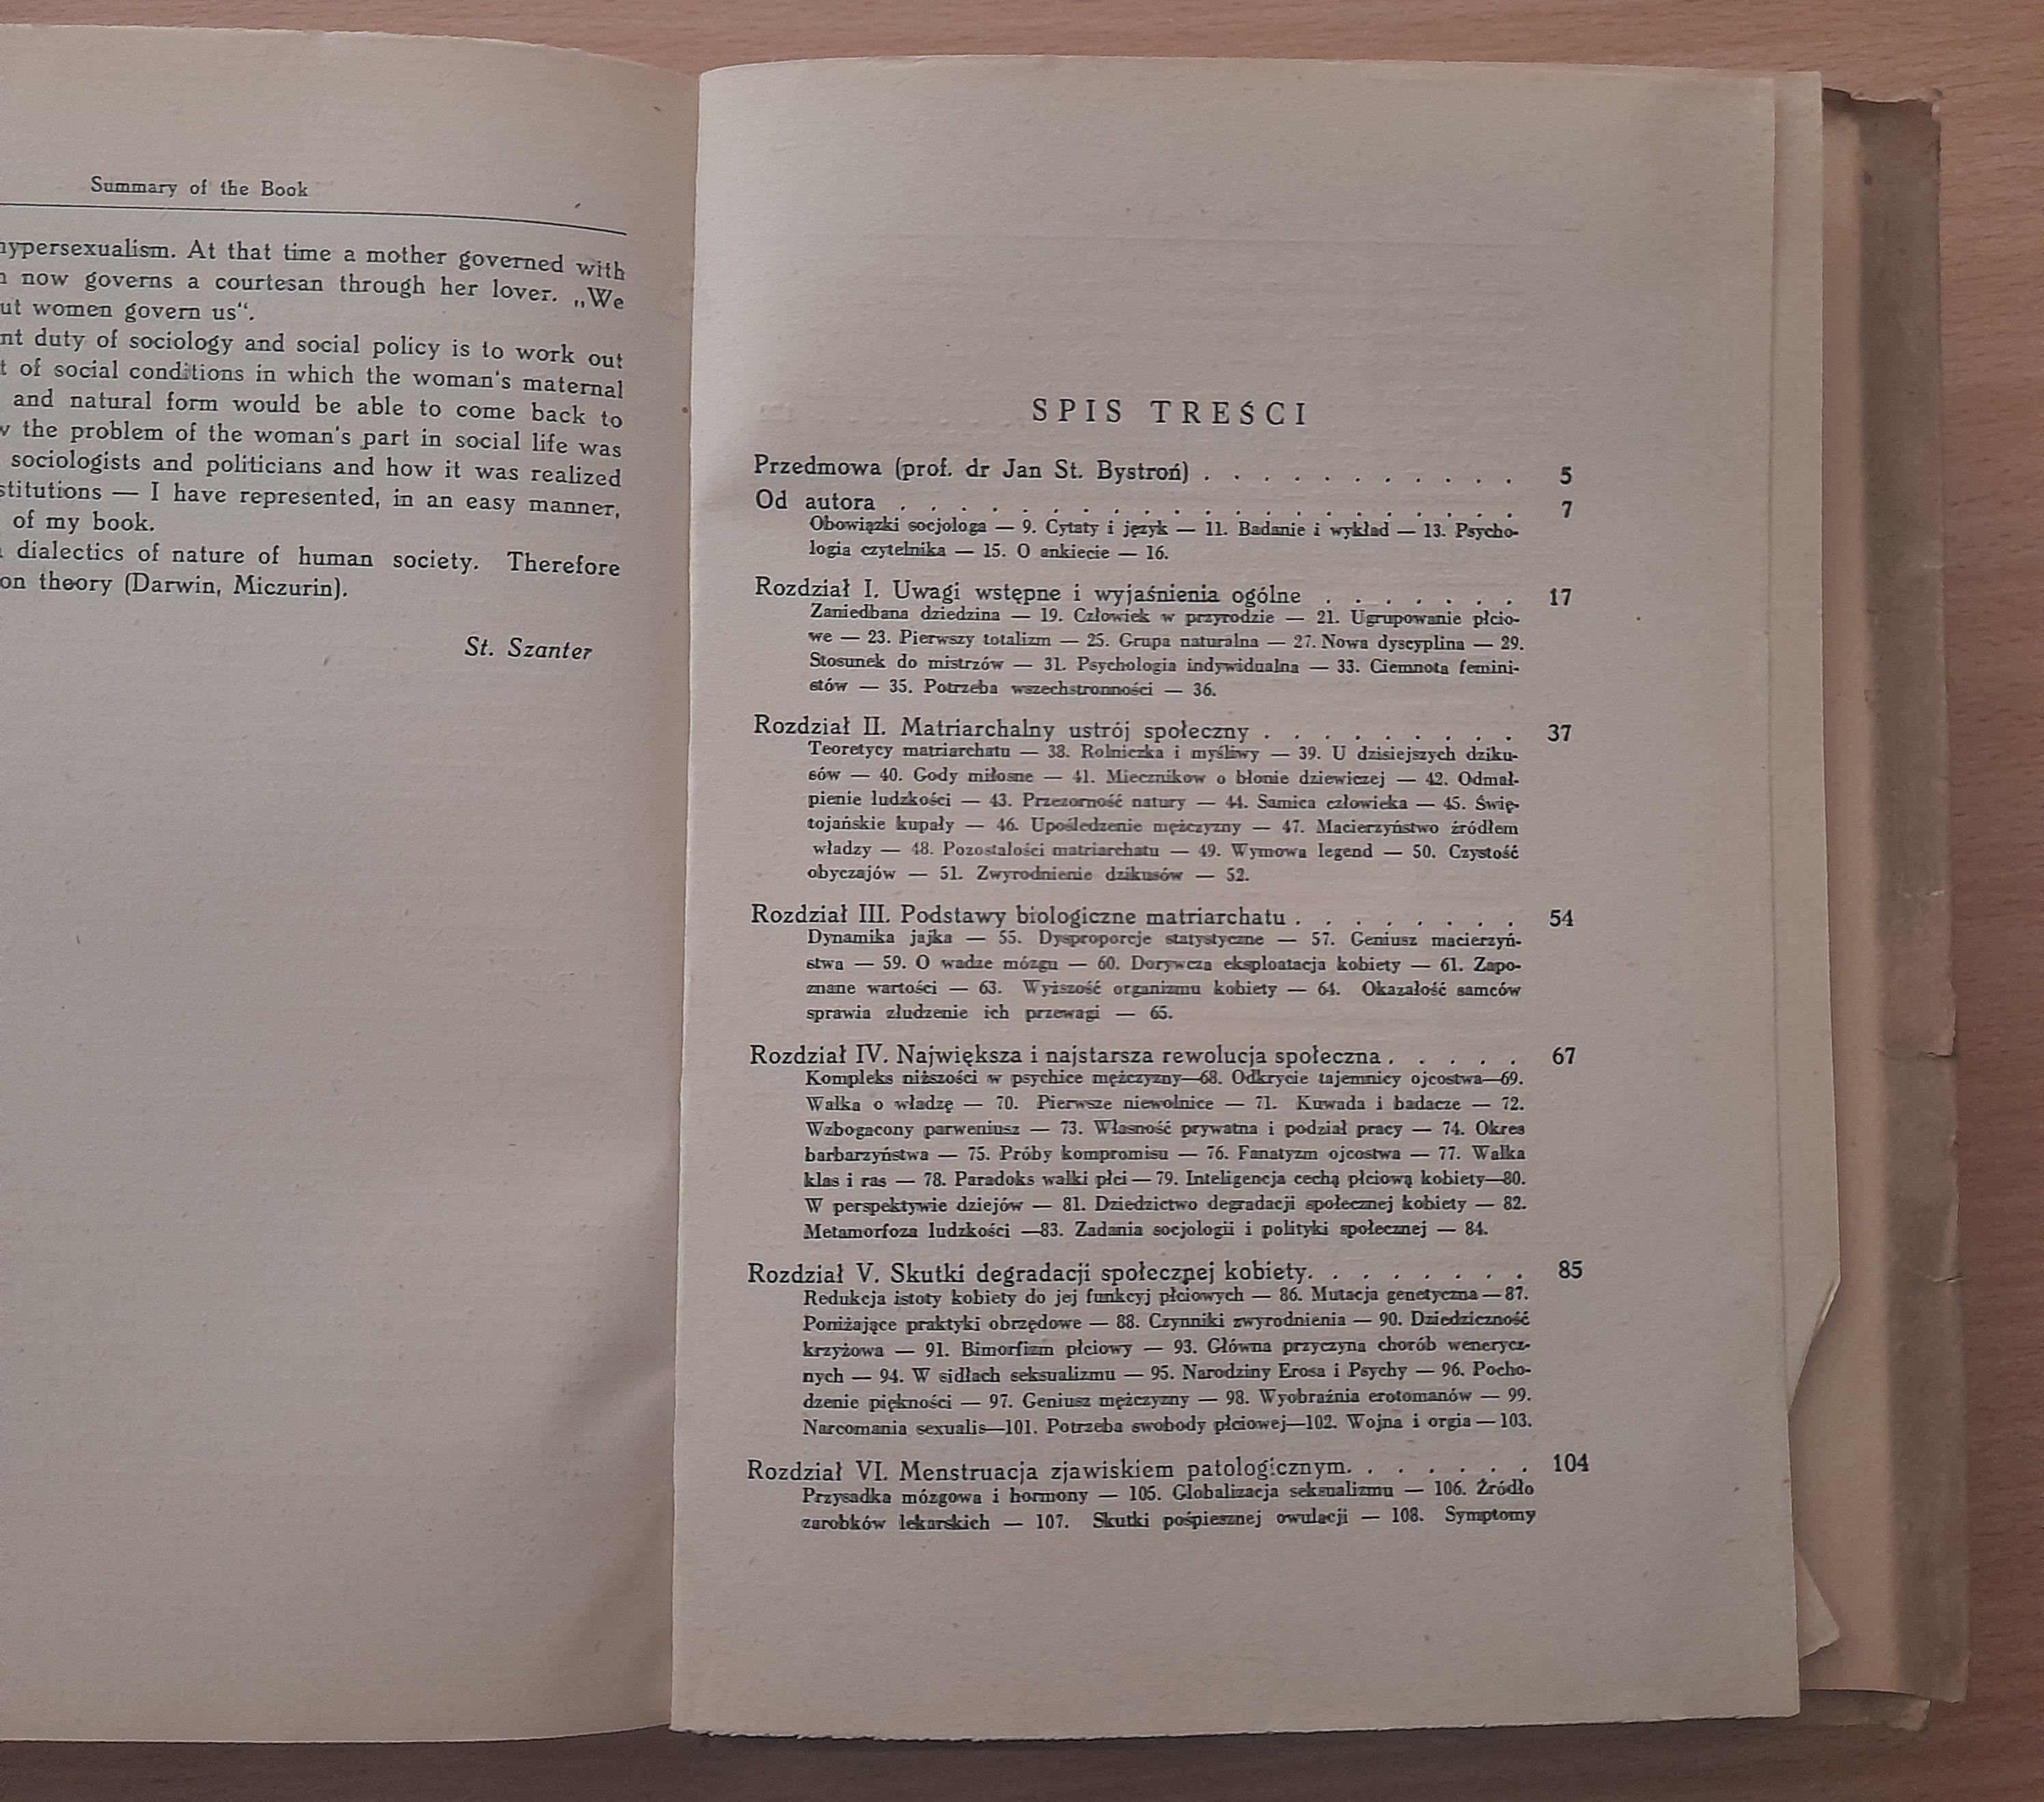 Summary of the Book
hypersexualism. At that time a mother governed with
now governs a courtesan through her lover. „We
but women govern us“.
duty of sociology and social policy is to work out
of social conditions in which the woman's maternal
and natural form would be able to come back to
the problem of the woman's part in social life was
sociologists and politicians and how it was realized
stitutions — I have represented, in an easy manner,
of my book.
dialectics of nature of human society. Therefore
on theory (Darwin, Miczurin).
St. Szanter
SPIS TREŚCI
Przedmowa (prof. dr Jan St. Bystroń) . . . . . . . . . . . 5
Od autora . . . . . . . . . . . . . . . . . . . . 7
Obowiązki socjologa — 9. Cytaty i język — 11. Badanie i wykład — 13. Psycho-
logia czytelnika — 15. O ankiecie — 16.
Rozdział I. Uwagi wstępne i wyjaśnienia ogólne . . . . . . . 17
Zaniedbana dziedzina — 19. Człowiek w przyrodzie — 21. Ugrupowanie płcio-
we — 23. Pierwszy totalizm — 25. Grupa naturalna — 27. Nowa dyscyplina — 29.
Stosunek do mistrzów — 31. Psychologia indywidualna — 33. Ciemnota femini-
stów — 35. Potrzeba wszechstronności — 36.
Rozdział II. Matriarchalny ustrój społeczny . . . . . . . . . 37
Teoretycy matriarchatu — 38. Rolniczka i myśliwy — 39. U dzisiejszych dziku-
sów — 40. Gody miłosne — 41. Miecznikow o błonie dziewiczej — 42. Odmał-
pienie ludzkości — 43. Przezorność natury — 44. Samica człowieka — 45. Świę-
tojańskie kupały — 46. Upośledzenie mężczyzny — 47. Macierzyństwo źródłem
władzy — 48. Pozostałości matriarchatu — 49. Wymowa legend — 50. Czystość
obyczajów — 51. Zwyrodnienie dzikusów — 52.
Rozdział III. Podstawy biologiczne matriarchatu . . . . . . . . 54
Dynamika jajka — 55. Dysproporcje statystyczne — 57. Geniusz macierzyń-
stwa — 59. O wadze mózgu — 60. Dorywcza eksploatacja kobiety — 61. Zapo-
znane wartości — 63. Wyższość organizmu kobiety — 64. Okazałość samców
sprawia złudzenie ich przewagi — 65.
Rozdział IV. Największa i najstarsza rewolucja społeczna . . . . . 67
Kompleks niższości w psychice mężczyzny—68. Odkrycie tajemnicy ojcostwa—69.
Walka o władzę — 70. Pierwsze niewolnice — 71. Kuwada i badacze — 72.
Wzbogacony parweniusz — 73. Własność prywatna i podział pracy — 74. Okres
barbarzyństwa — 75. Próby kompromisu — 76. Fanatyzm ojcostwa — 77. Walka
klas i ras — 78. Paradoks walki płci — 79. Inteligencja cechą płciową kobiety—80.
W perspektywie dziejów — 81. Dziedzictwo degradacji społecznej kobiety — 82.
Metamorfoza ludzkości —83. Zadania socjologii i polityki społecznej — 84.
Rozdział V. Skutki degradacji społecznej kobiety. . . . . . . . 85
Redukcja istoty kobiety do jej funkcyj płciowych — 86. Mutacja genetyczna — 87.
Poniżające praktyki obrzędowe — 88. Czynniki zwyrodnienia — 90. Dziedziczność
krzyżowa — 91. Bimorfizm płciowy — 93. Główna przyczyna chorób wenerycz-
nych — 94. W sidłach seksualizmu — 95. Narodziny Erosa i Psychy — 96. Pocho-
dzenie piękności — 97. Geniusz mężczyzny — 98. Wyobraźnia erotomanów — 99.
Narcomania sexualis—101. Potrzeba swobody płciowej—102. Wojna i orgia — 103.
Rozdział VI. Menstruacja zjawiskiem patologicznym. . . . . . . 104
Przysadka mózgowa i hormony — 105. Globalizacja seksualizmu — 106. Źródło
zarobków lekarskich — 107. Skutki pośpiesznej owulacji — 108. Symptomy